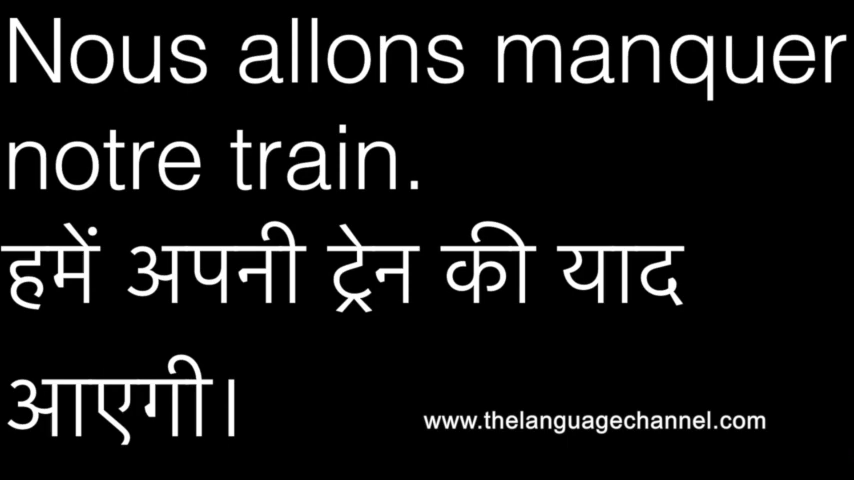 Nous allons manquer
notre train.
हमें अपनी ट्रेन की याद
आएगी।
www.thelanguagechannel.com